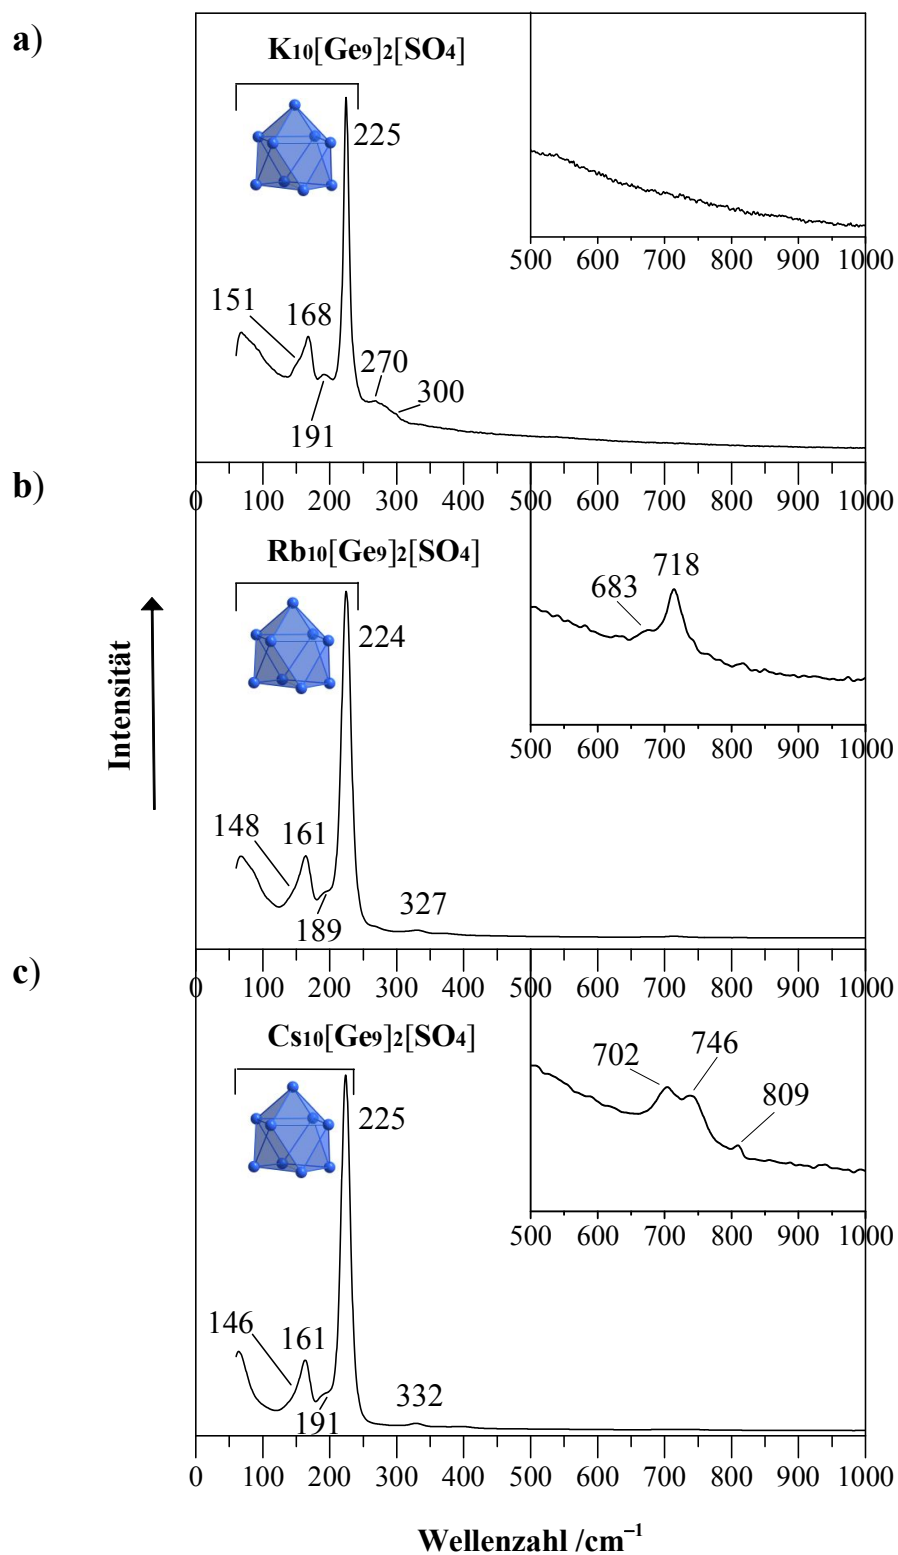 a)
K10[Ge9]2[SO4]
225
151
168
270
300
191
500 600 700 800 900 1000
0 100 200 300 400 500 600 700 800 900 1000
b)
Rb10[Ge9]2[SO4]
683
718
224
500 600 700 800 900 1000
Intensität
148
161
327
189
0 100 200 300 400 500 600 700 800 900 1000
c)
Cs10[Ge9]2[SO4]
702
746
809
225
500 600 700 800 900 1000
146
161
332
191
0 100 200 300 400 500 600 700 800 900 1000
Wellenzahl /cm–1